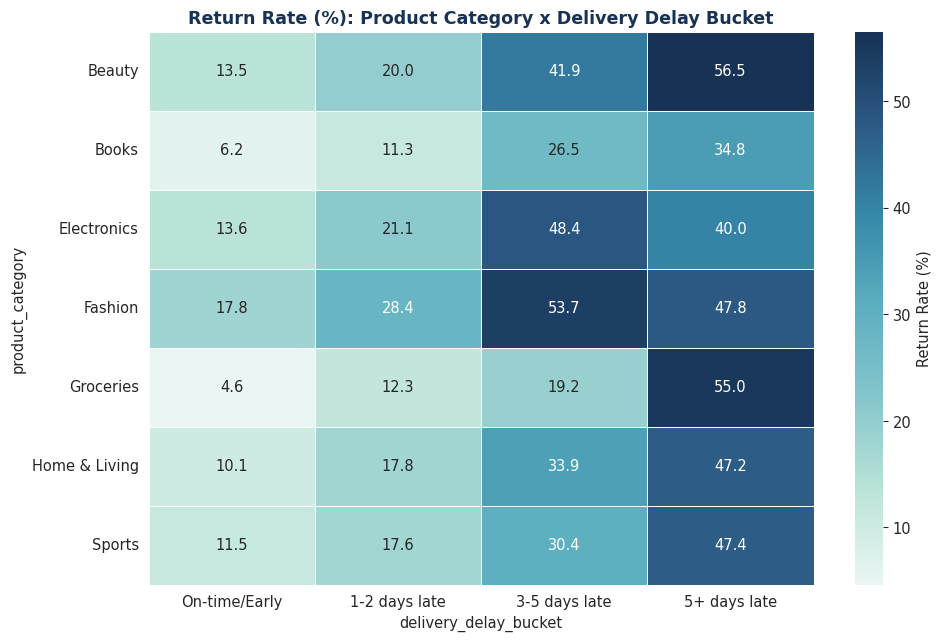 Return Rate (%): Product Category x Delivery Delay Bucket
product_category
Beauty 13.5 20.0 41.9 56.5
Books 6.2 11.3 26.5 34.8
Electronics 13.6 21.1 48.4 40.0
Fashion 17.8 28.4 53.7 47.8
Groceries 4.6 12.3 19.2 55.0
Home & Living 10.1 17.8 33.9 47.2
Sports 11.5 17.6 30.4 47.4
On-time/Early 1-2 days late 3-5 days late 5+ days late
delivery_delay_bucket
50
40
30
20
10
Return Rate (%)